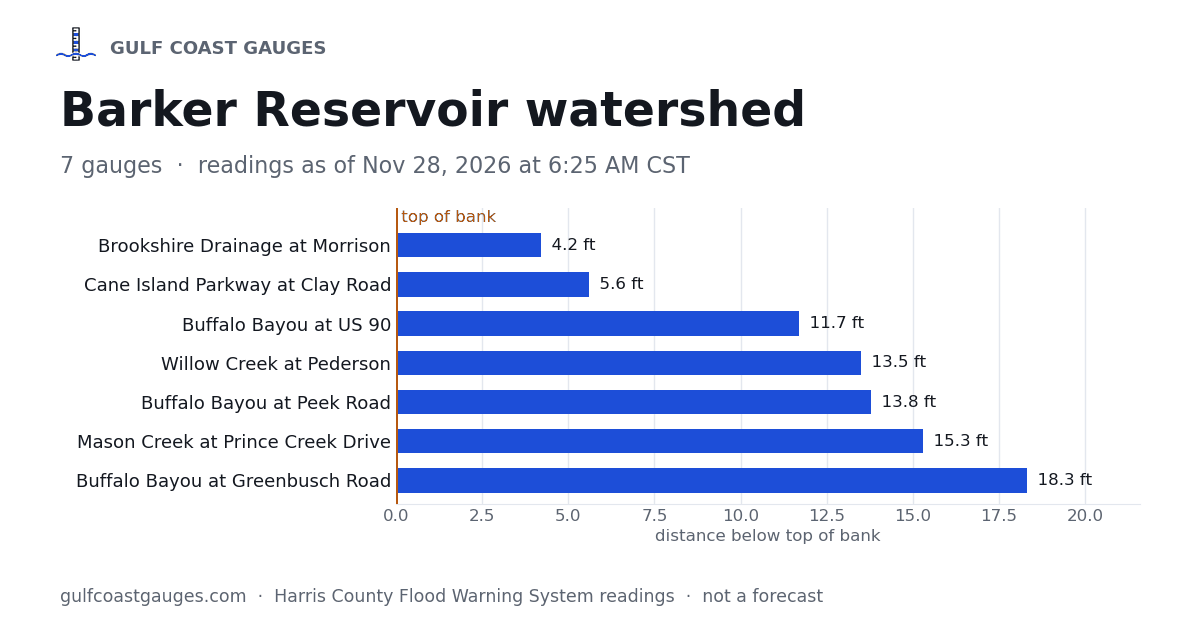 GULF COAST GAUGES
Barker Reservoir watershed
7 gauges · readings as of Nov 28, 2026 at 6:25 AM CST
top of bank
Brookshire Drainage at Morrison 4.2 ft
Cane Island Parkway at Clay Road 5.6 ft
Buffalo Bayou at US 90 11.7 ft
Willow Creek at Pederson 13.5 ft
Buffalo Bayou at Peek Road 13.8 ft
Mason Creek at Prince Creek Drive 15.3 ft
Buffalo Bayou at Greenbusch Road 18.3 ft
0.0 2.5 5.0 7.5 10.0 12.5 15.0 17.5 20.0
distance below top of bank
gulfcoastgauges.com · Harris County Flood Warning System readings · not a forecast